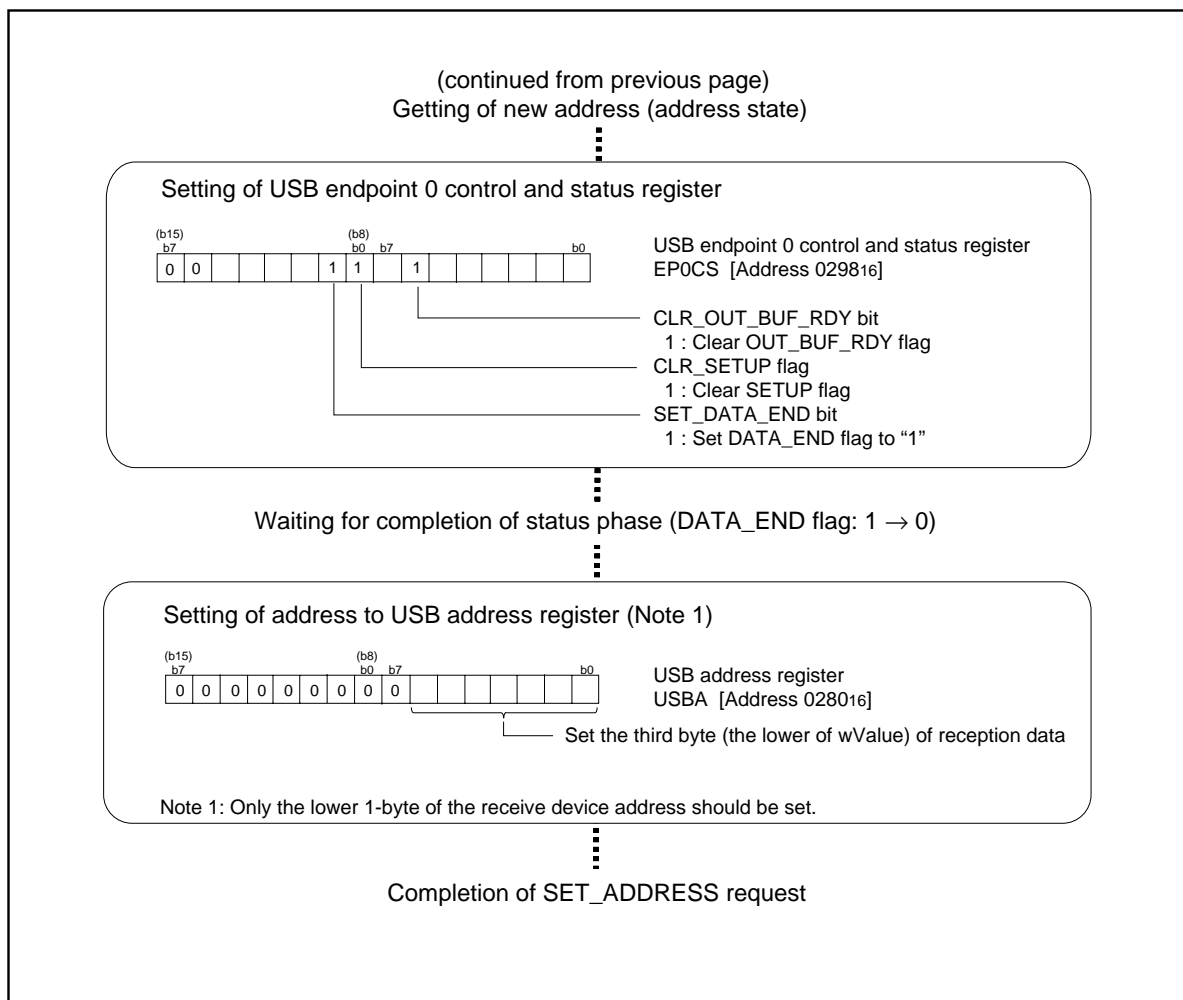 (continued from previous page)
Getting of new address (address state)
Setting of USB endpoint 0 control and status register
(b15) (b8)
b7 b0 b7 b0
0 0 1 1 1
USB endpoint 0 control and status register
EP0CS [Address 029816]
CLR_OUT_BUF_RDY bit
1 : Clear OUT_BUF_RDY flag
CLR_SETUP flag
1 : Clear SETUP flag
SET_DATA_END bit
1 : Set DATA_END flag to “1”
Waiting for completion of status phase (DATA_END flag: 1 → 0)
Setting of address to USB address register (Note 1)
(b15) (b8)
b7 b0 b7 b0
0 0 0 0 0 0 0 0 0
USB address register
USBA [Address 028016]
Set the third byte (the lower of wValue) of reception data
Note 1: Only the lower 1-byte of the receive device address should be set.
Completion of SET_ADDRESS request